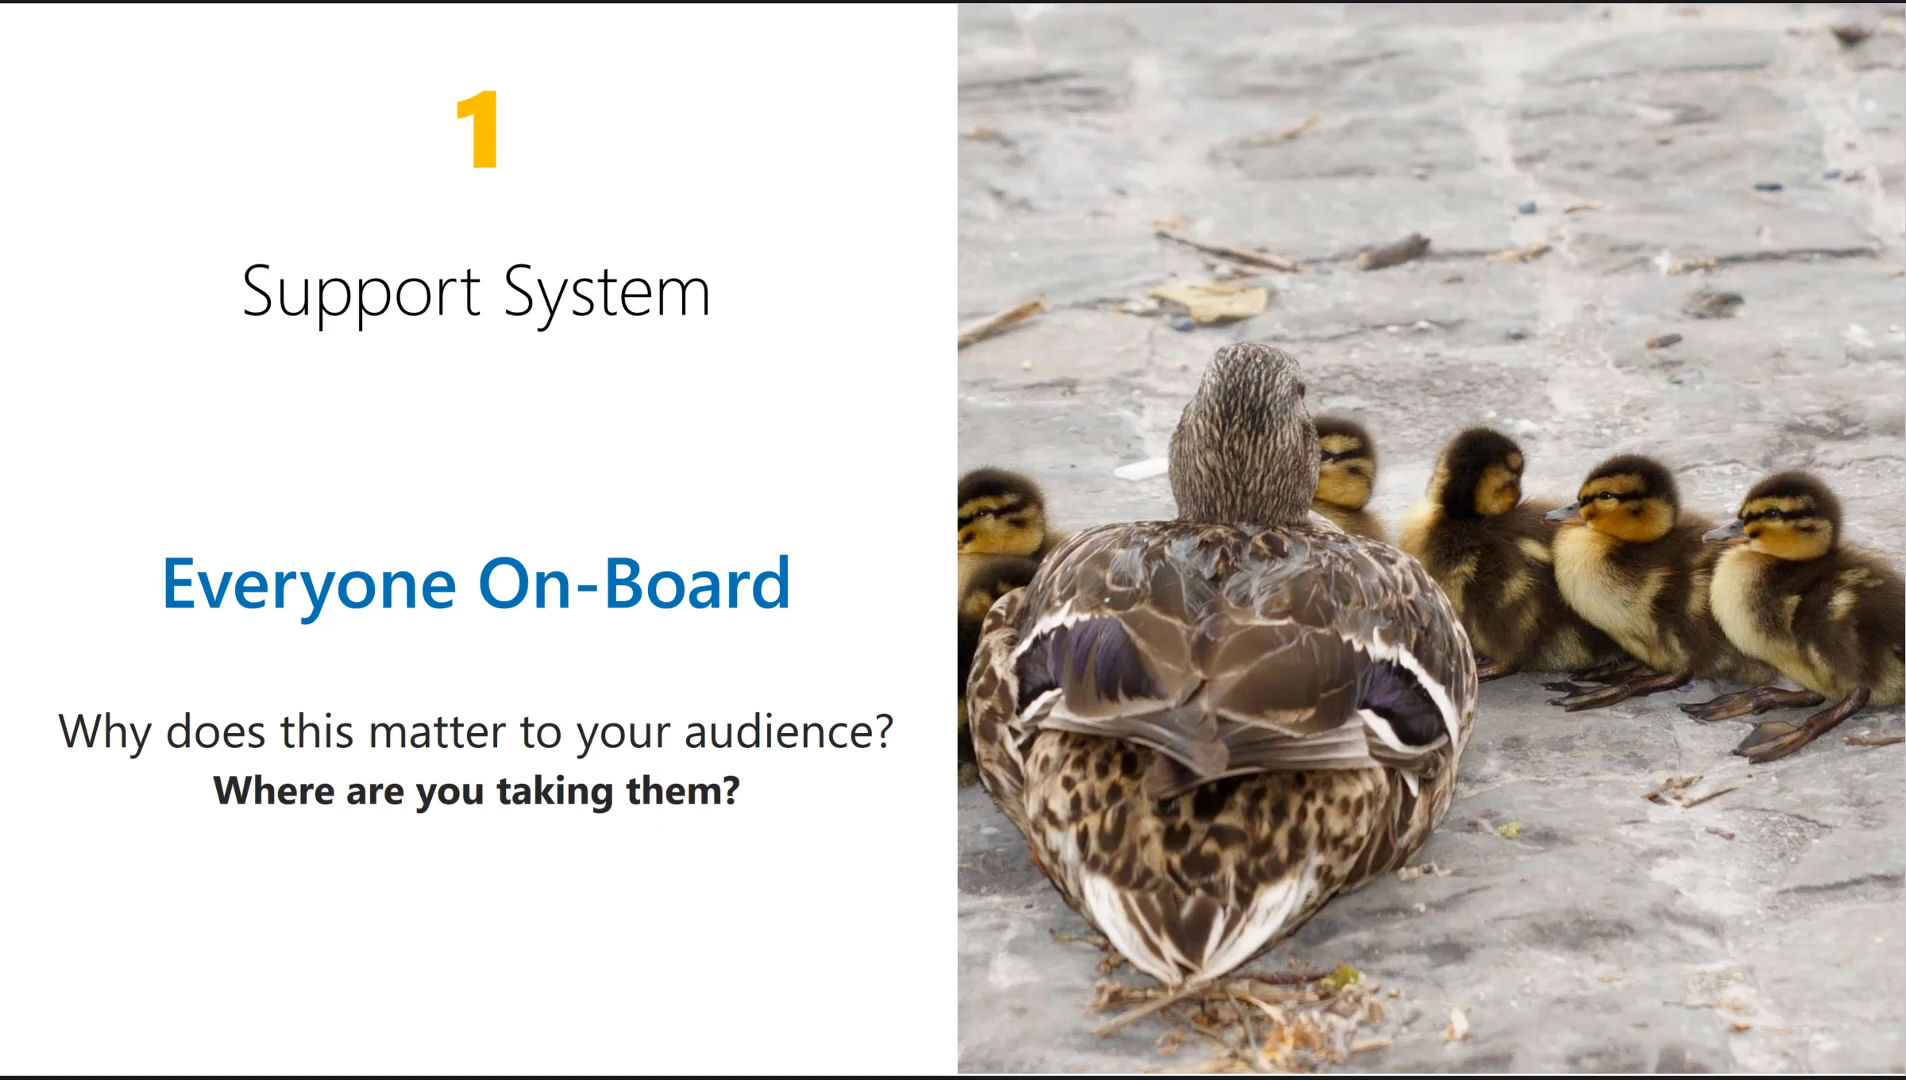 1
Support System
Everyone On-Board
Why does this matter to your audience?
Where are you taking them?